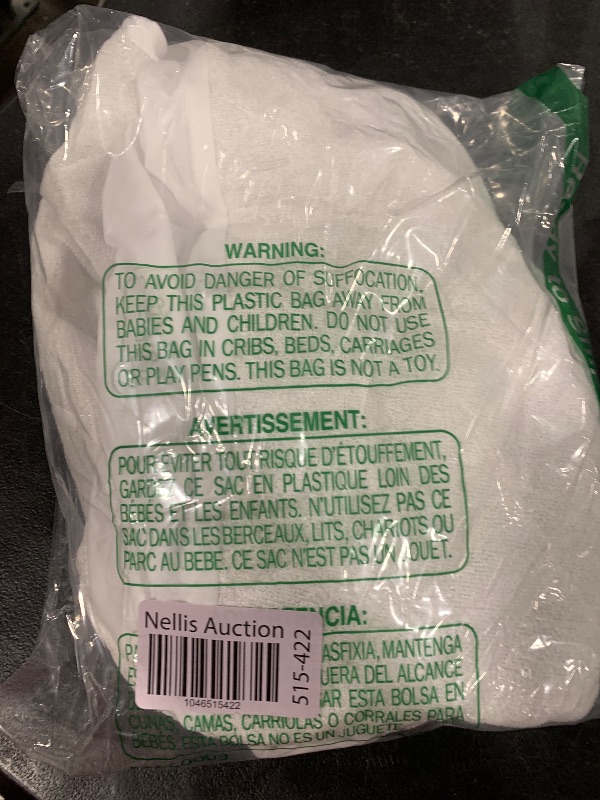 WARNING:
TO AVOID DANGER OF SUFFOCATION,
KEEP THIS PLASTIC BAG AWAY FROM
BABIES AND CHILDREN. DO NOT USE
THIS BAG IN CRIBS, BEDS, CARRIAGES
OR PLAY PENS. THIS BAG IS NOT A TOY.
AVERTISSEMENT:
POUR ÉVITER TOUT RISQUE D'ÉTOUFFEMENT,
GARDEZ CE SAC EN PLASTIQUE LOIN DES
BÉBÉS ET LES ENFANTS. N'UTILISEZ PAS CE
SAC DANS LES BERCEAUX, LITS, CHARIOTS OU
PARC AU BEBE. CE SAC N'EST PAS UN JOUET.
ASFIXIA, MANTENGA
DEL ALCANCE
ESTA BOLSA EN
CUNAS, CAMAS, CARRIOLAS O CORRALES PARA
BEBES. ESTA BOLSA NO ES UN JUGUETE.
Nellis Auction
515-422
1046515422